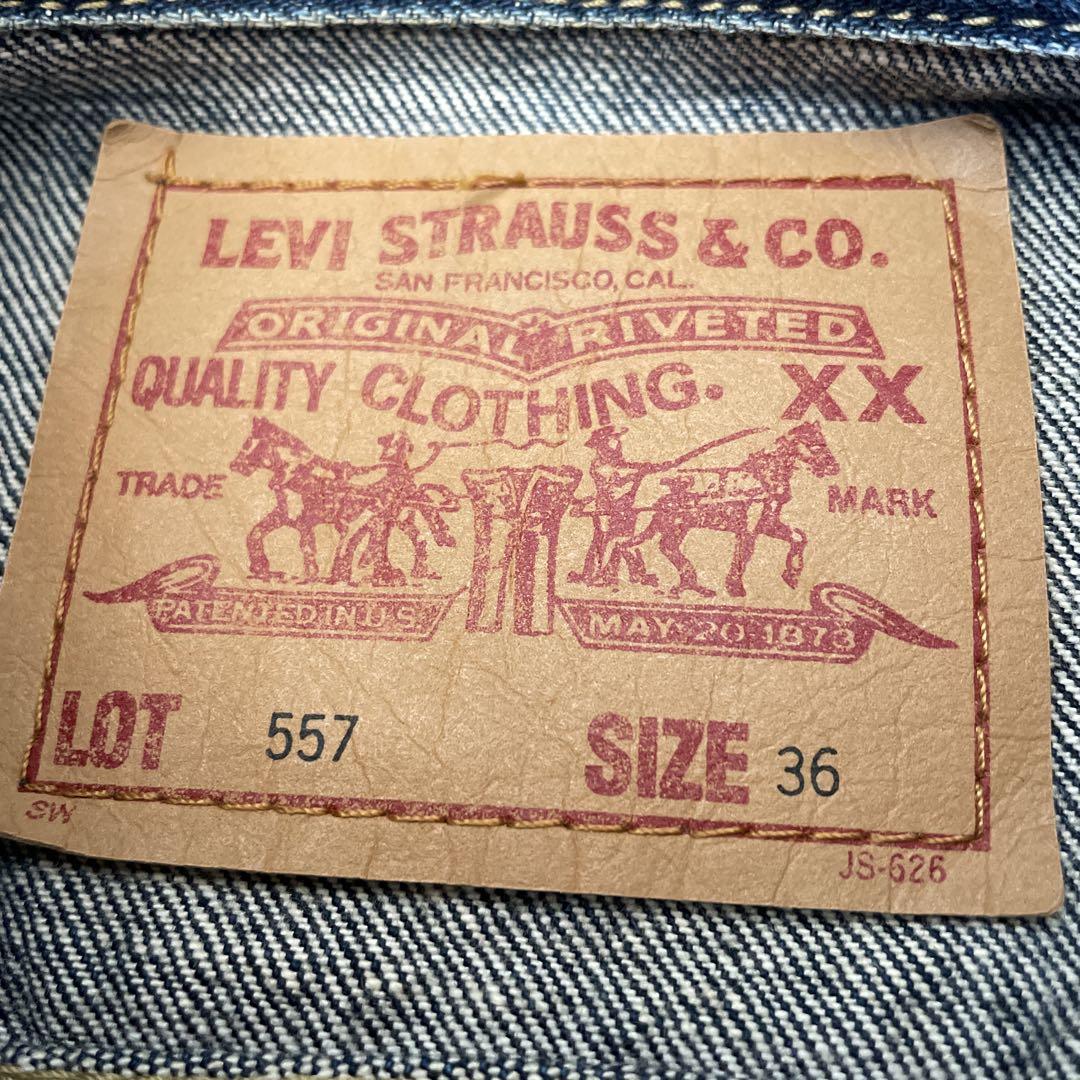 LEVI STRAUSS & CO.
SAN FRANCISCO, CAL.
ORIGINAL RIVETED
QUALITY CLOTHING. XX
TRADE MARK
PATENTED IN U.S. MAY 20 1873
LOT 557 SIZE 36
SW
JS-626